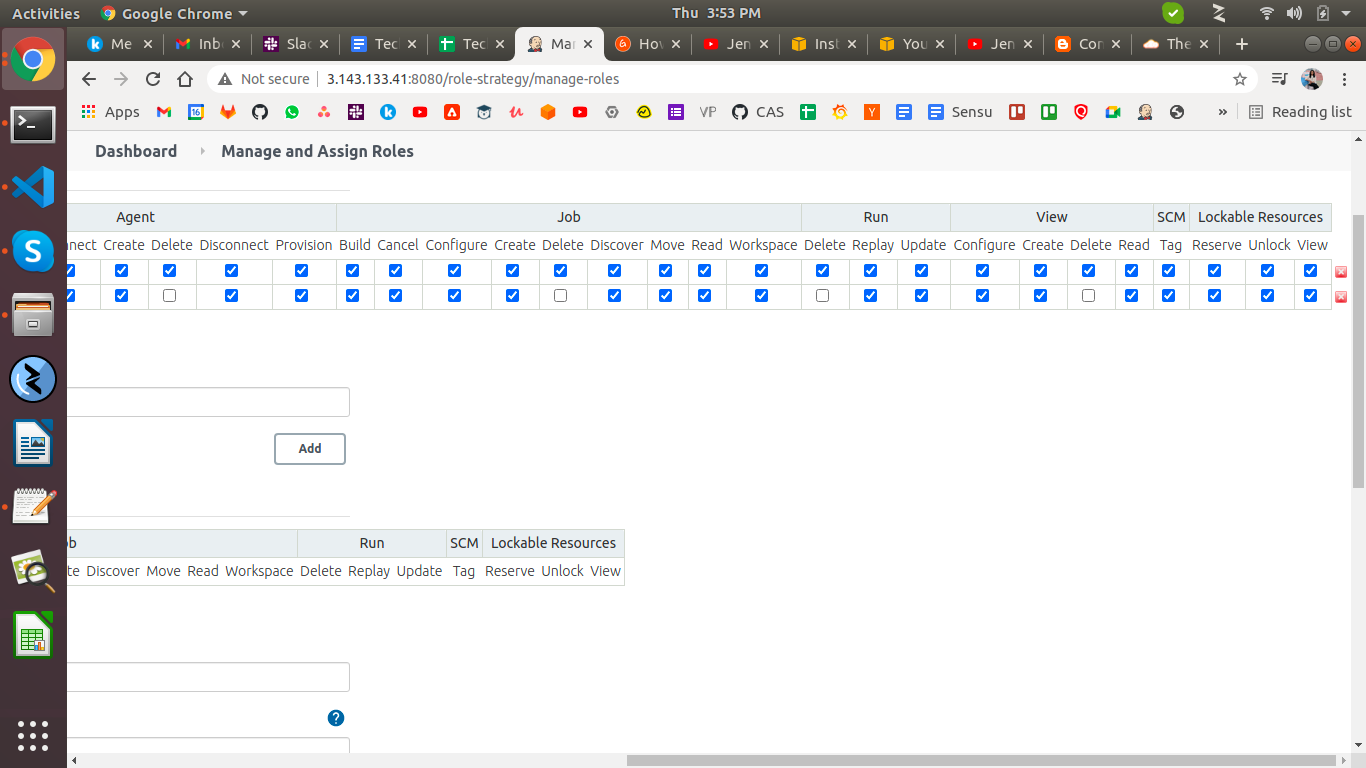 Activities Google Chrome Thu 3:53 PM
Me Inb Slac Tec Tec Mar Hov Jen Inst You Jen Cor The
Not secure 3.143.133.41:8080/role-strategy/manage-roles
Apps VP CAS Sensu » Reading list
Dashboard Manage and Assign Roles
Agent Job Run View SCM Lockable Resources
nnect Create Delete Disconnect Provision Build Cancel Configure Create Delete Discover Move Read Workspace Delete Replay Update Configure Create Delete Read Tag Reserve Unlock View
Add
ob Run SCM Lockable Resources
te Discover Move Read Workspace Delete Replay Update Tag Reserve Unlock View